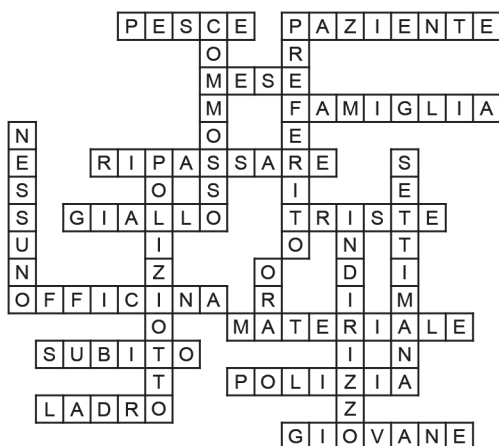 PESCE
PAZIENTE
MESE
FAMIGLIA
RIPASSARE
GIALLO
TRISTE
OFFICINA
MATERIALE
SUBITO
POLIZIA
LADRO
GIOVANE
COMMOSSO
PREFERITO
NESSUNO
POLIZIOTTO
SETTIMANA
INDIRIZZO
ORA